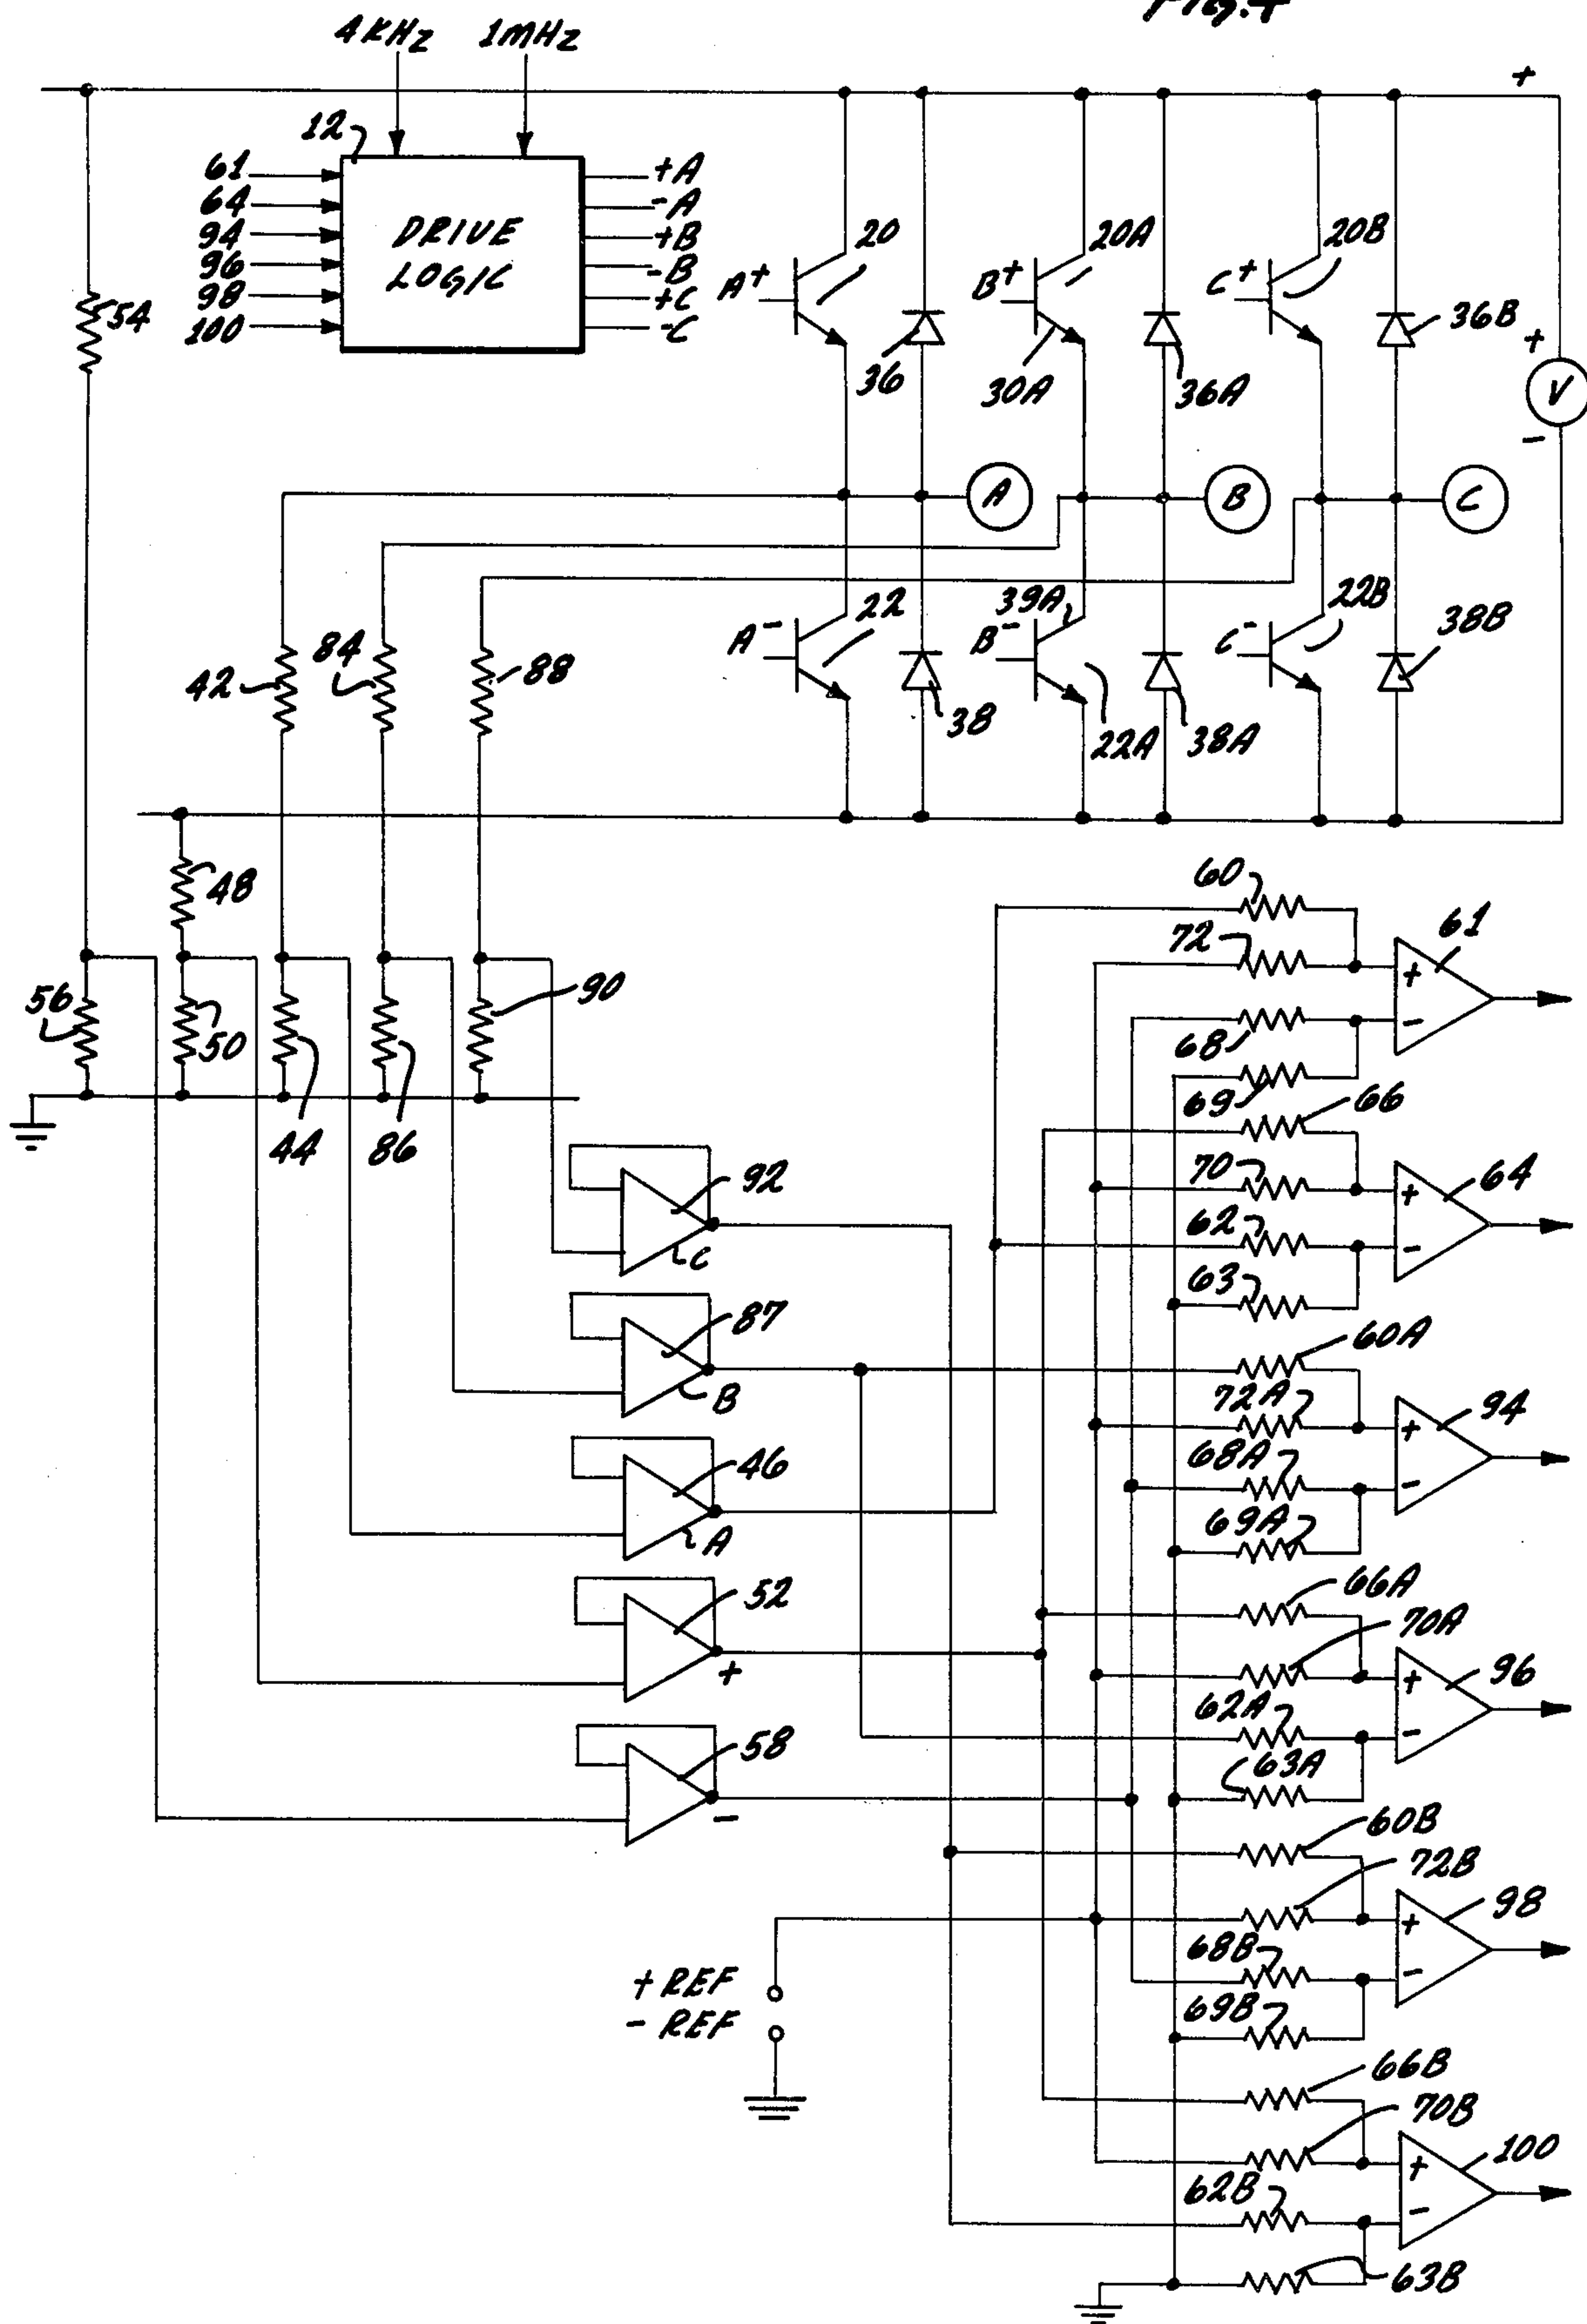 Fig. 4
4KHz 1mHz
+
12
61
64
94
96
98
100
DRIVE
LOGIC
+A
-A
+B
-B
+C
-C
54
A+
20
B+
20A
C+
20B
36
30A
36A
36B
+
V
-
A
B
C
42
84
88
A-
22
39A
B-
22B
C-
38B
38
22A
38A
48
60
72
61
56
50
90
68
69
66
44
86
70
64
92
62
C
63
87
60A
B
72A
94
46
68A
A
69A
52
66A
70A
+
96
62A
58
63A
-
60B
72B
98
68B
+ REF
- REF
69B
66B
70B
100
62B
63B
+
-
+
-
+
-
+
-
+
-
+
-